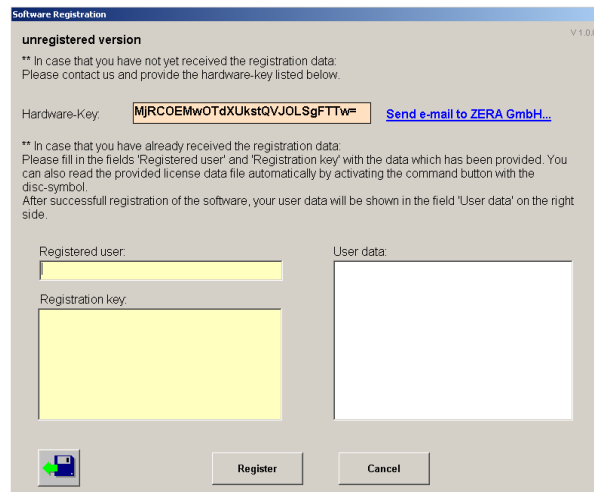 Software Registration
V 1.0.
unregistered version
** In case that you have not yet received the registration data:
Please contact us and provide the hardware-key listed below.
Hardware-Key:
MjRCOEMwOTdXUkstQVJOLSgFTTw=
Send e-mail to ZERA GmbH...
** In case that you have already received the registration data:
Please fill in the fields 'Registered user' and 'Registration key' with the data which has been provided. You
can also read the provided license data file automatically by activating the command button with the
disc-symbol.
After successfull registration of the software, your user data will be shown in the field 'User data' on the right
side.
Registered user:
User data:
Registration key:
Register
Cancel